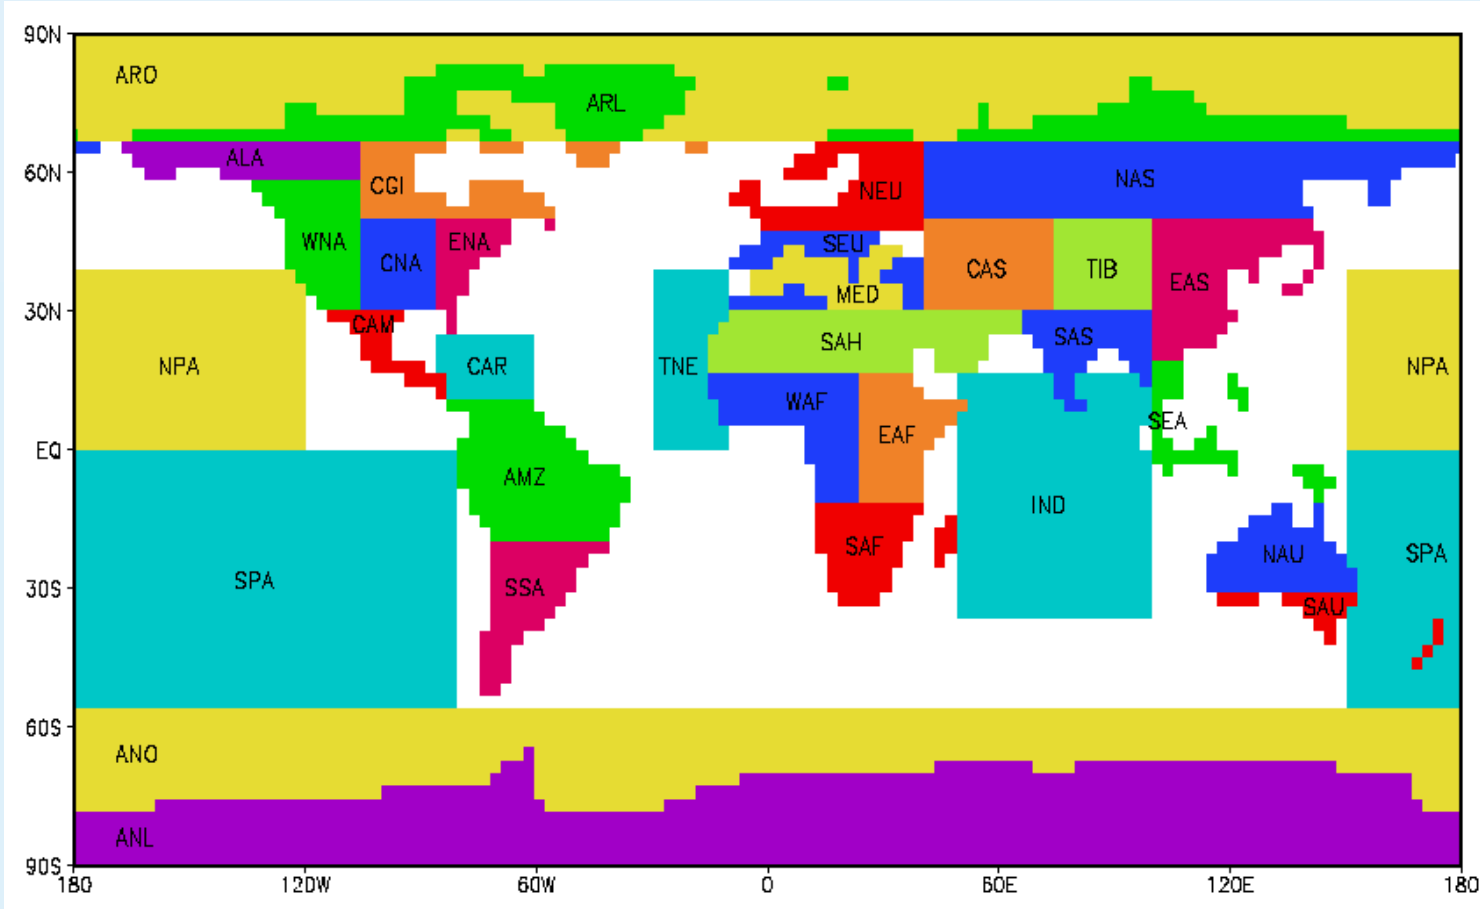 90N
ARO
ARL
ALA
60N
CGI
NEU
NAS
WNA
CNA
ENA
SEU
MED
CAS
TIB
EAS
30N
CAM
NPA
CAR
TNE
SAH
SAS
NPA
WAF
EAF
SEA
EQ
AMZ
IND
SPA
SSA
SAF
NAU
SPA
30S
SAU
60S
ANO
ANL
90S
180
120W
60W
0
60E
120E
180